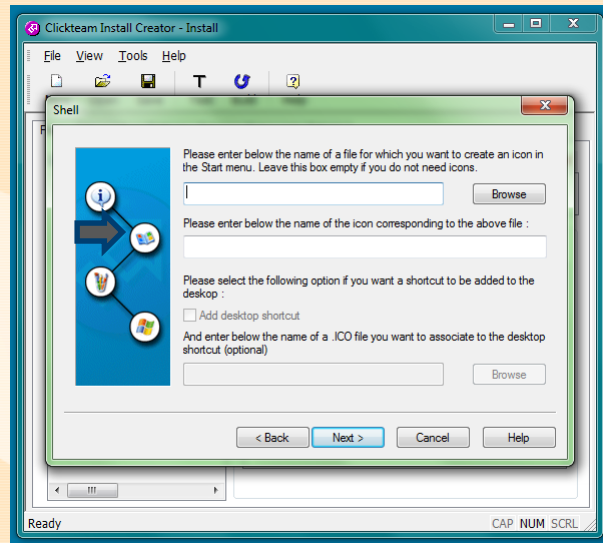 Clickteam Install Creator - Install
File View Tools Help
T
Shell
Please enter below the name of a file for which you want to create an icon in
the Start menu. Leave this box empty if you do not need icons.
Browse
Please enter below the name of the icon corresponding to the above file :
Please select the following option if you want a shortcut to be added to the
deskop :
Add desktop shortcut
And enter below the name of a .ICO file you want to associate to the desktop
shortcut (optional)
Browse
< Back Next > Cancel Help
Ready CAP NUM SCRL